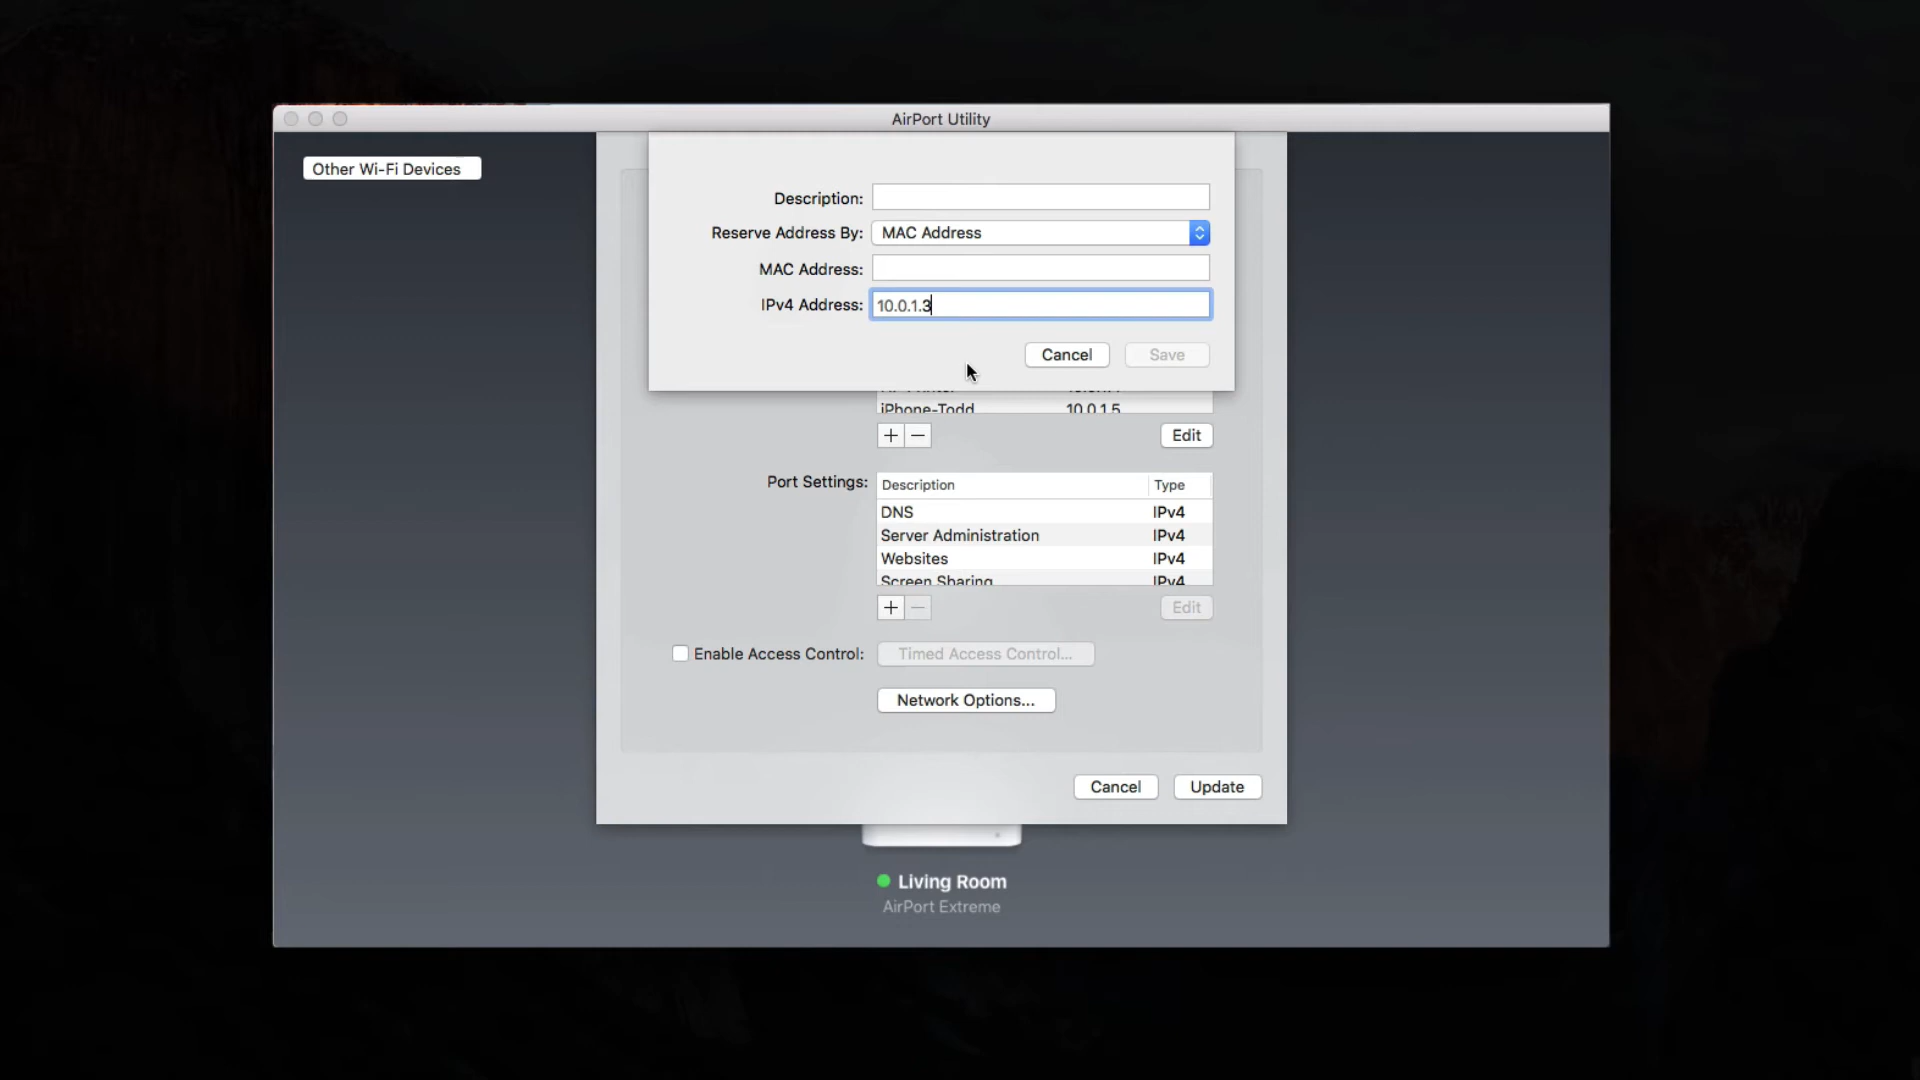 AirPort Utility
Other Wi-Fi Devices
Description:
Reserve Address By: MAC Address
MAC Address:
IPv4 Address: 10.0.1.3
Cancel Save
iPhone-Todd 10.0.1.5
+ − Edit
Port Settings: Description Type
DNS IPv4
Server Administration IPv4
Websites IPv4
Screen Sharing IPv4
+ − Edit
Enable Access Control: Timed Access Control...
Network Options...
Cancel Update
Living Room
AirPort Extreme